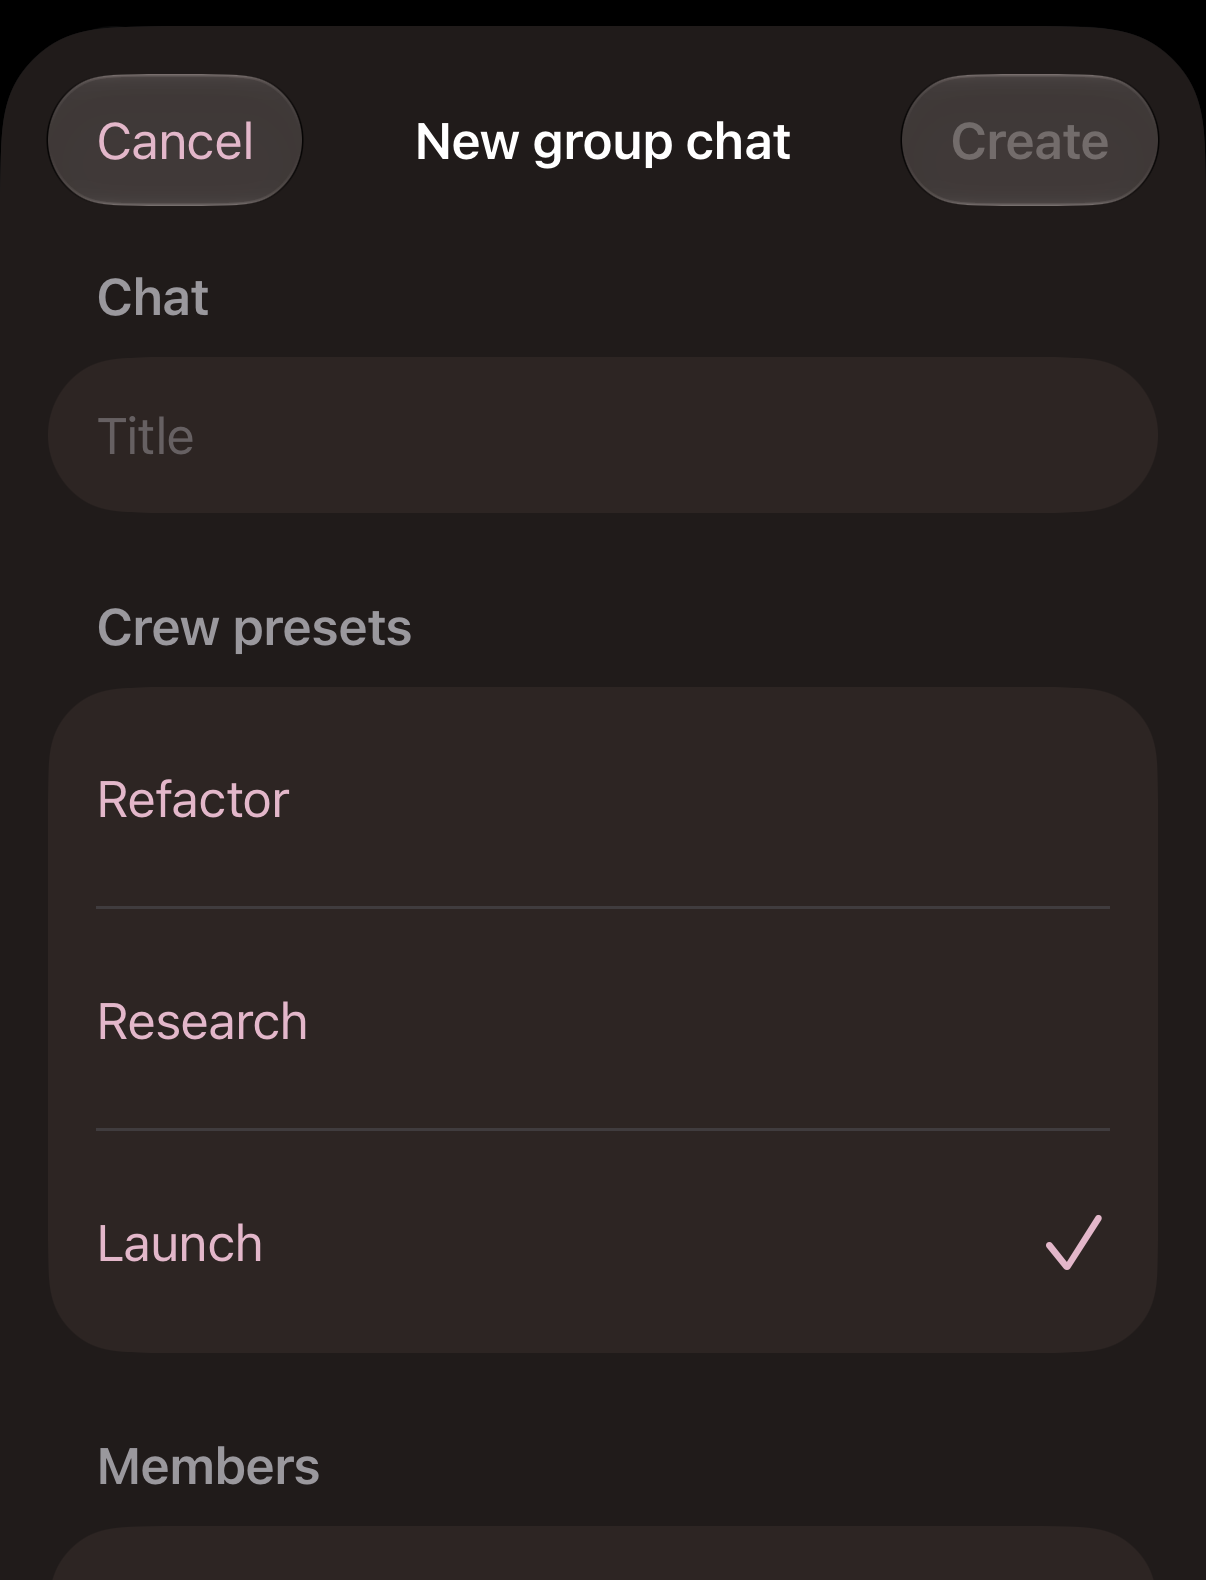 Cancel
New group chat
Create
Chat
Title
Crew presets
Refactor
Research
Launch
Members